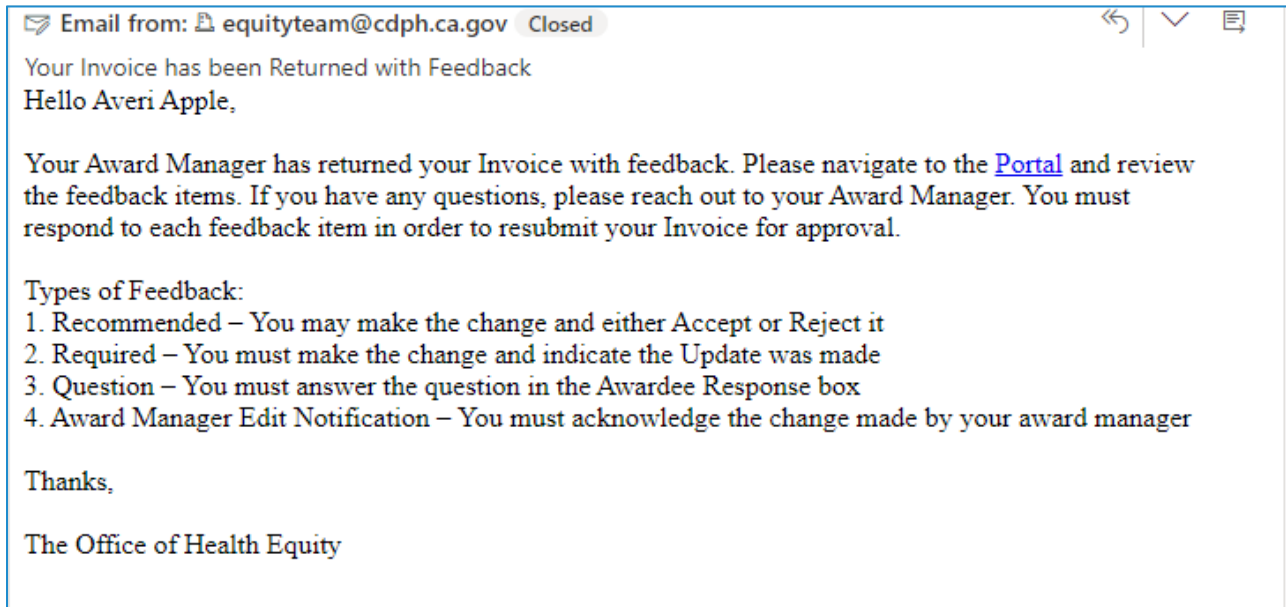 Email from: equityteam@cdph.ca.gov Closed
Your Invoice has been Returned with Feedback
Hello Averi Apple,
Your Award Manager has returned your Invoice with feedback. Please navigate to the Portal and review
the feedback items. If you have any questions, please reach out to your Award Manager. You must
respond to each feedback item in order to resubmit your Invoice for approval.
Types of Feedback:
1. Recommended – You may make the change and either Accept or Reject it
2. Required – You must make the change and indicate the Update was made
3. Question – You must answer the question in the Awardee Response box
4. Award Manager Edit Notification – You must acknowledge the change made by your award manager
Thanks,
The Office of Health Equity